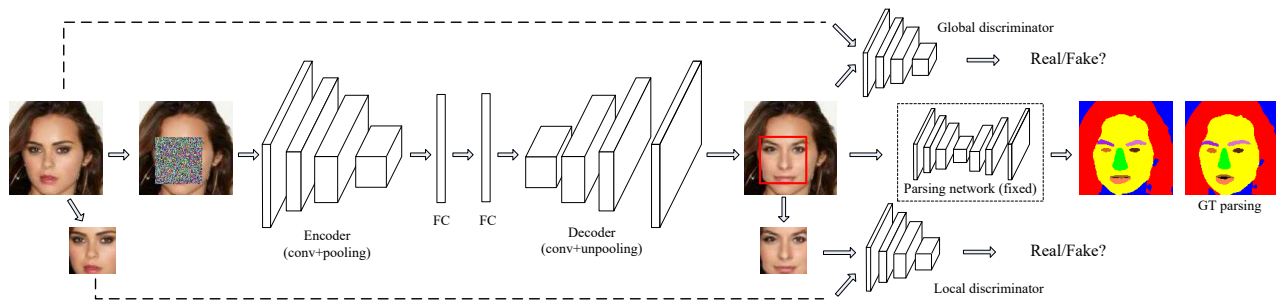 Global discriminator
Real/Fake?
Parsing network (fixed)
GT parsing
FC
FC
Encoder
(conv+pooling)
Decoder
(conv+unpooling)
Real/Fake?
Local discriminator